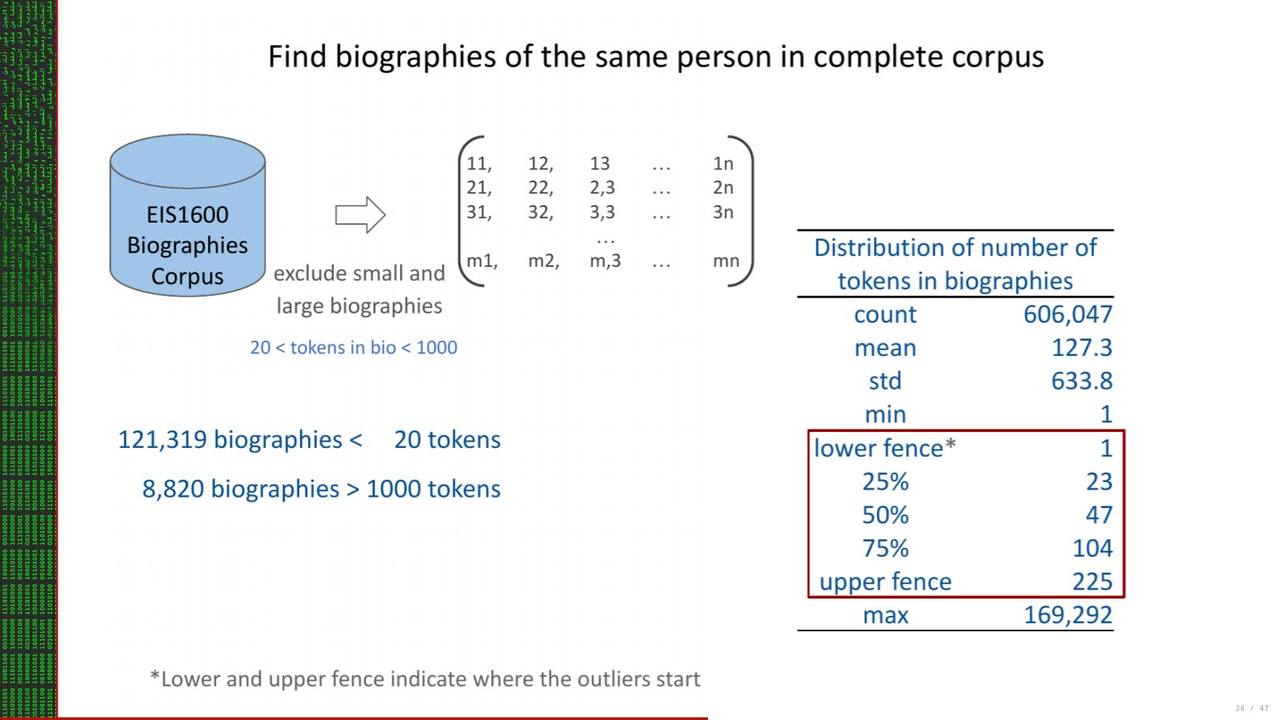 Find biographies of the same person in complete corpus
EIS1600
Biographies
Corpus
exclude small and
large biographies
20 < tokens in bio < 1000
11, 12, 13 … 1n
21, 22, 2,3 … 2n
31, 32, 3,3 … 3n
…
m1, m2, m,3 … mn
121,319 biographies < 20 tokens
8,820 biographies > 1000 tokens
Distribution of number of
tokens in biographies
count 606,047
mean 127.3
std 633.8
min 1
lower fence* 1
25% 23
50% 47
75% 104
upper fence 225
max 169,292
*Lower and upper fence indicate where the outliers start
26 / 47